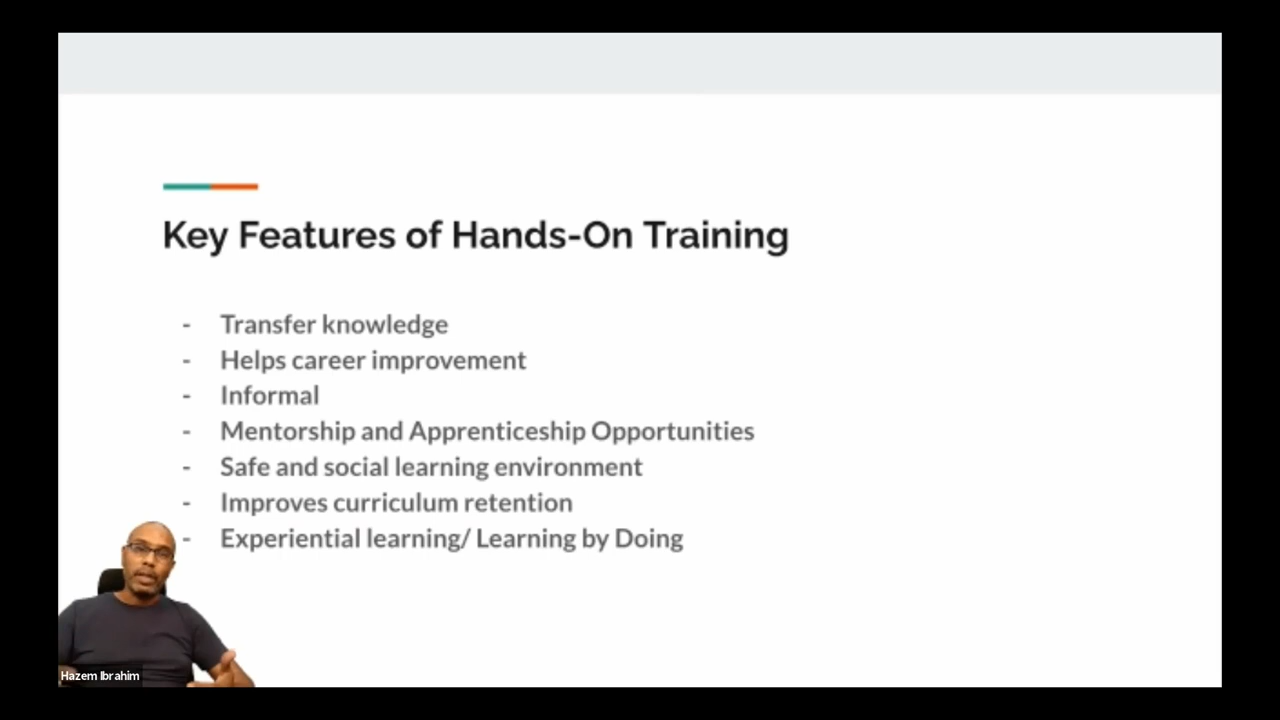 Key Features of Hands-On Training
- Transfer knowledge
- Helps career improvement
- Informal
- Mentorship and Apprenticeship Opportunities
- Safe and social learning environment
- Improves curriculum retention
- Experiential learning/ Learning by Doing
Hazem Ibrahim